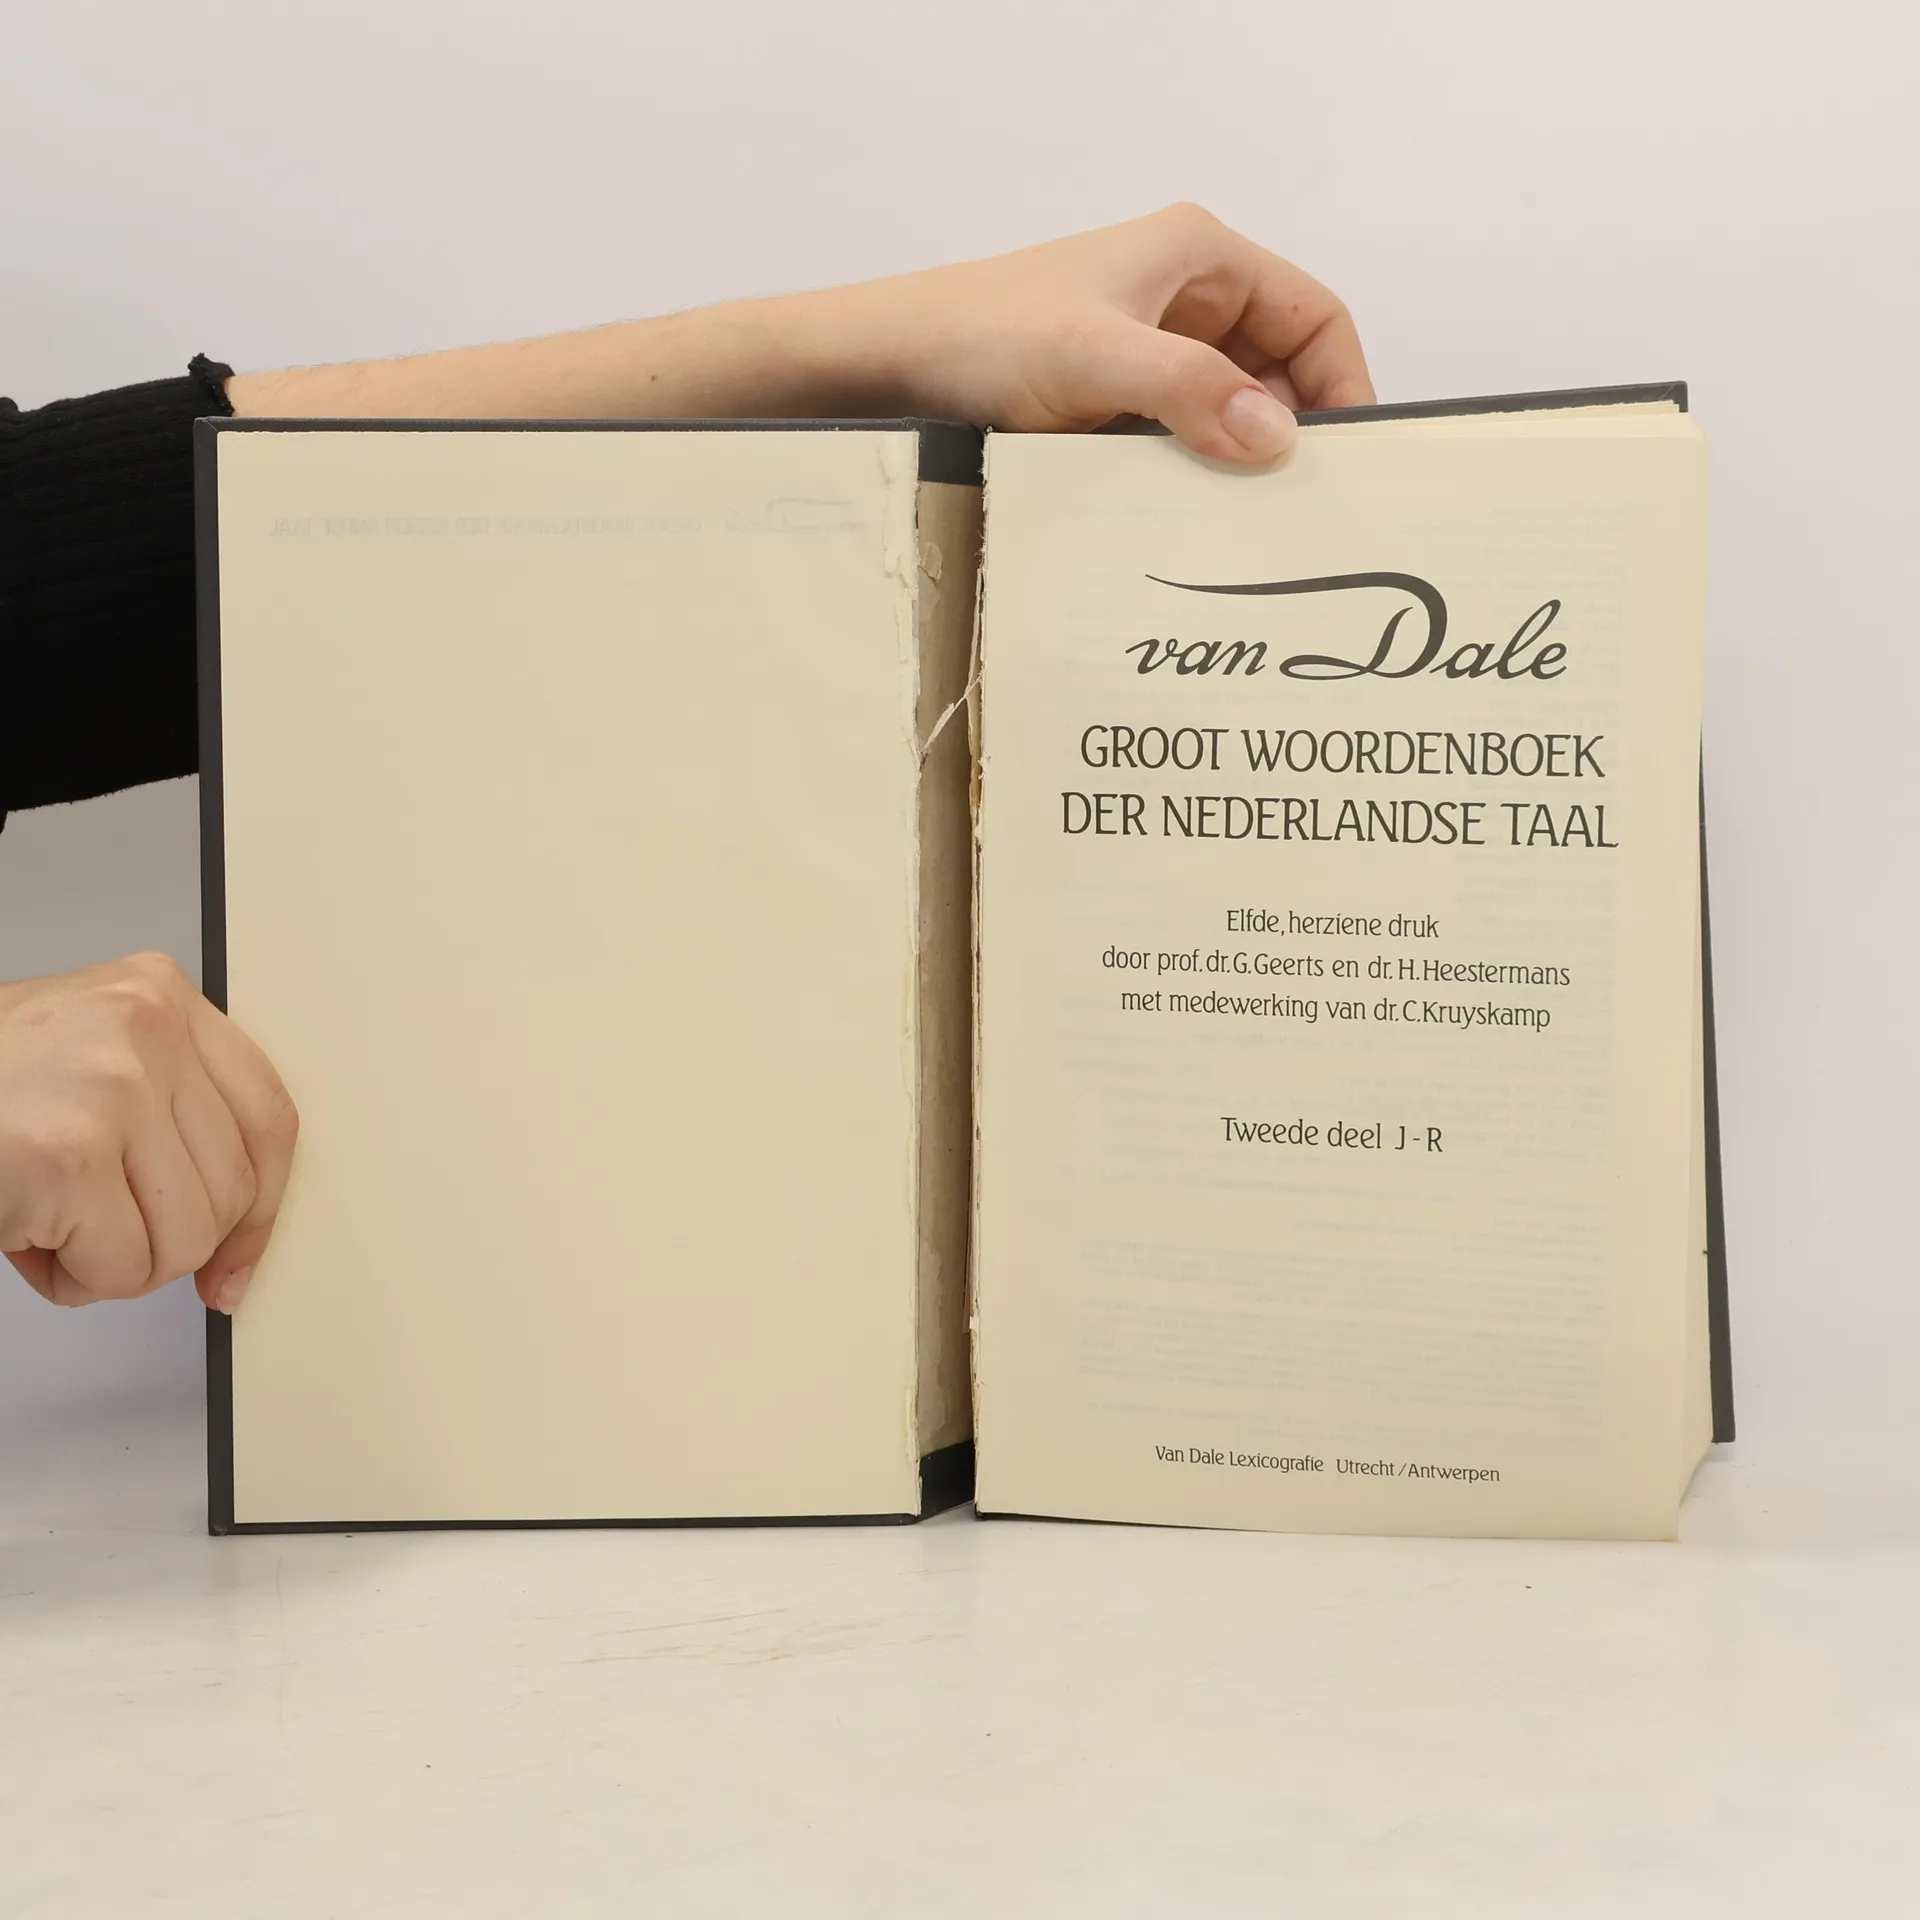 van Dale
GROOT WOORDENBOEK
DER NEDERLANDSE TAAL
Elfde, herziene druk
door prof. dr. G. Geerts en dr. H. Heestermans
met medewerking van dr. C. Kruyskamp
Tweede deel J - R
Van Dale Lexicografie Utrecht / Antwerpen